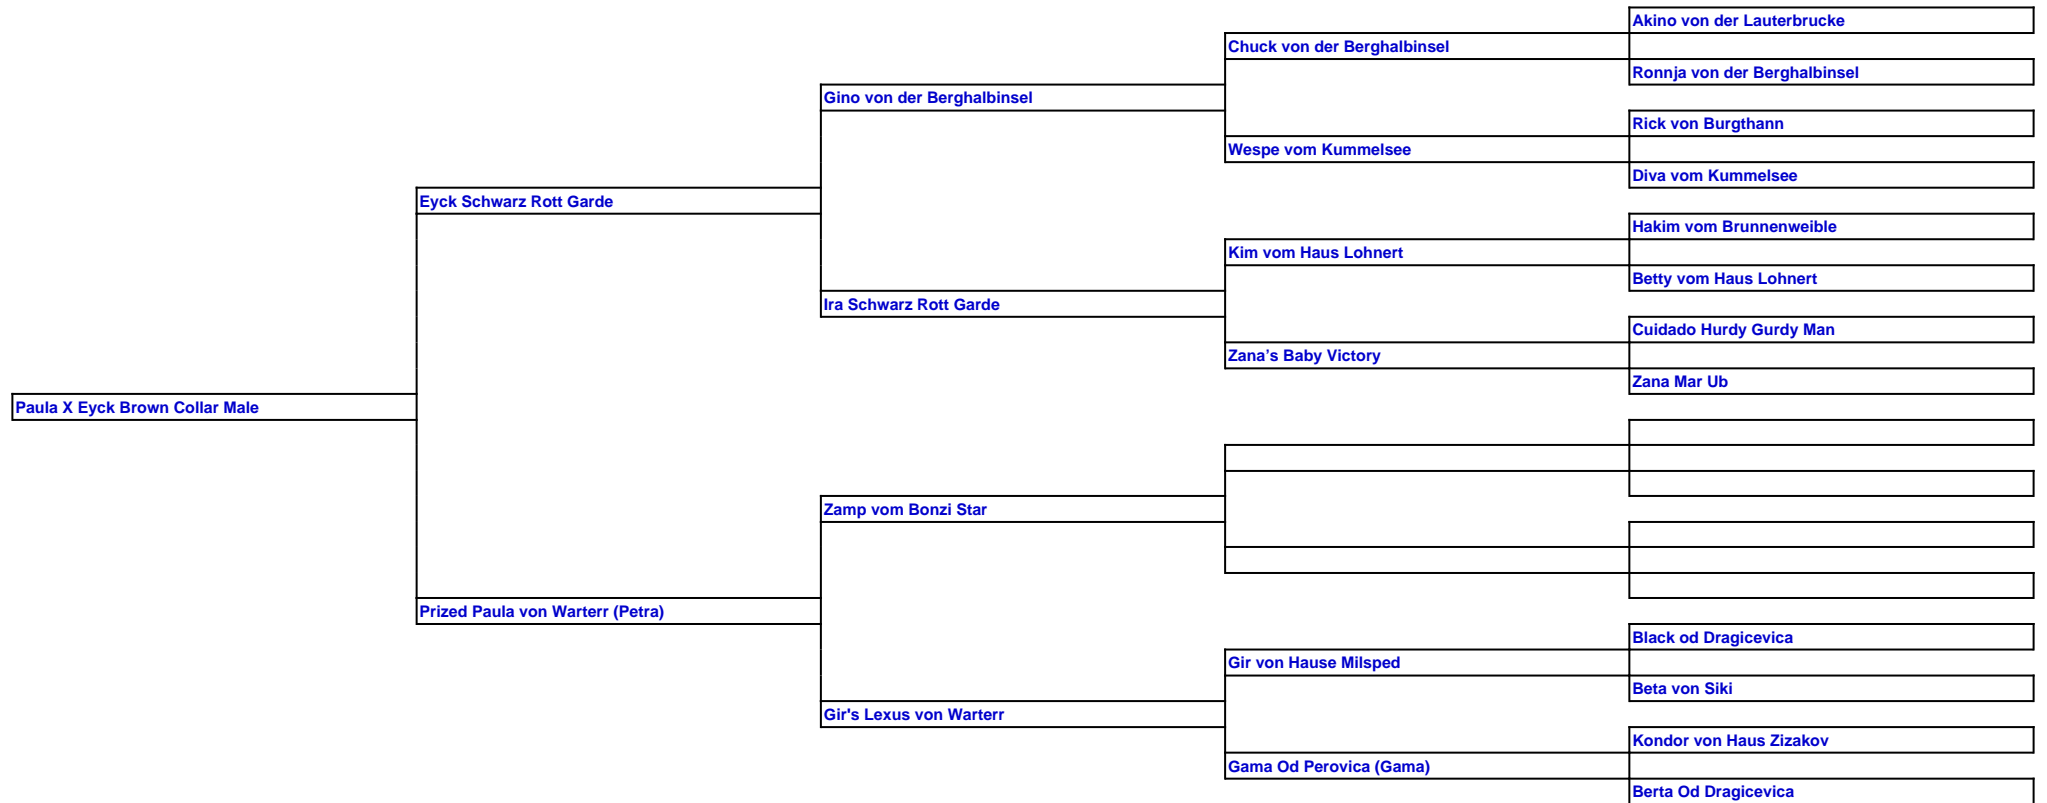 Akino von der Lauterbrucke
Chuck von der Berghalbinsel
Ronnja von der Berghalbinsel
Gino von der Berghalbinsel
Rick von Burgthann
Wespe vom Kummelsee
Diva vom Kummelsee
Eyck Schwarz Rott Garde
Hakim vom Brunnenweible
Kim vom Haus Lohnert
Betty vom Haus Lohnert
Ira Schwarz Rott Garde
Cuidado Hurdy Gurdy Man
Zana’s Baby Victory
Zana Mar Ub
Paula X Eyck Brown Collar Male
Zamp vom Bonzi Star
Prized Paula von Warterr (Petra)
Black od Dragicevica
Gir von Hause Milsped
Beta von Siki
Gir's Lexus von Warterr
Kondor von Haus Zizakov
Gama Od Perovica (Gama)
Berta Od Dragicevica